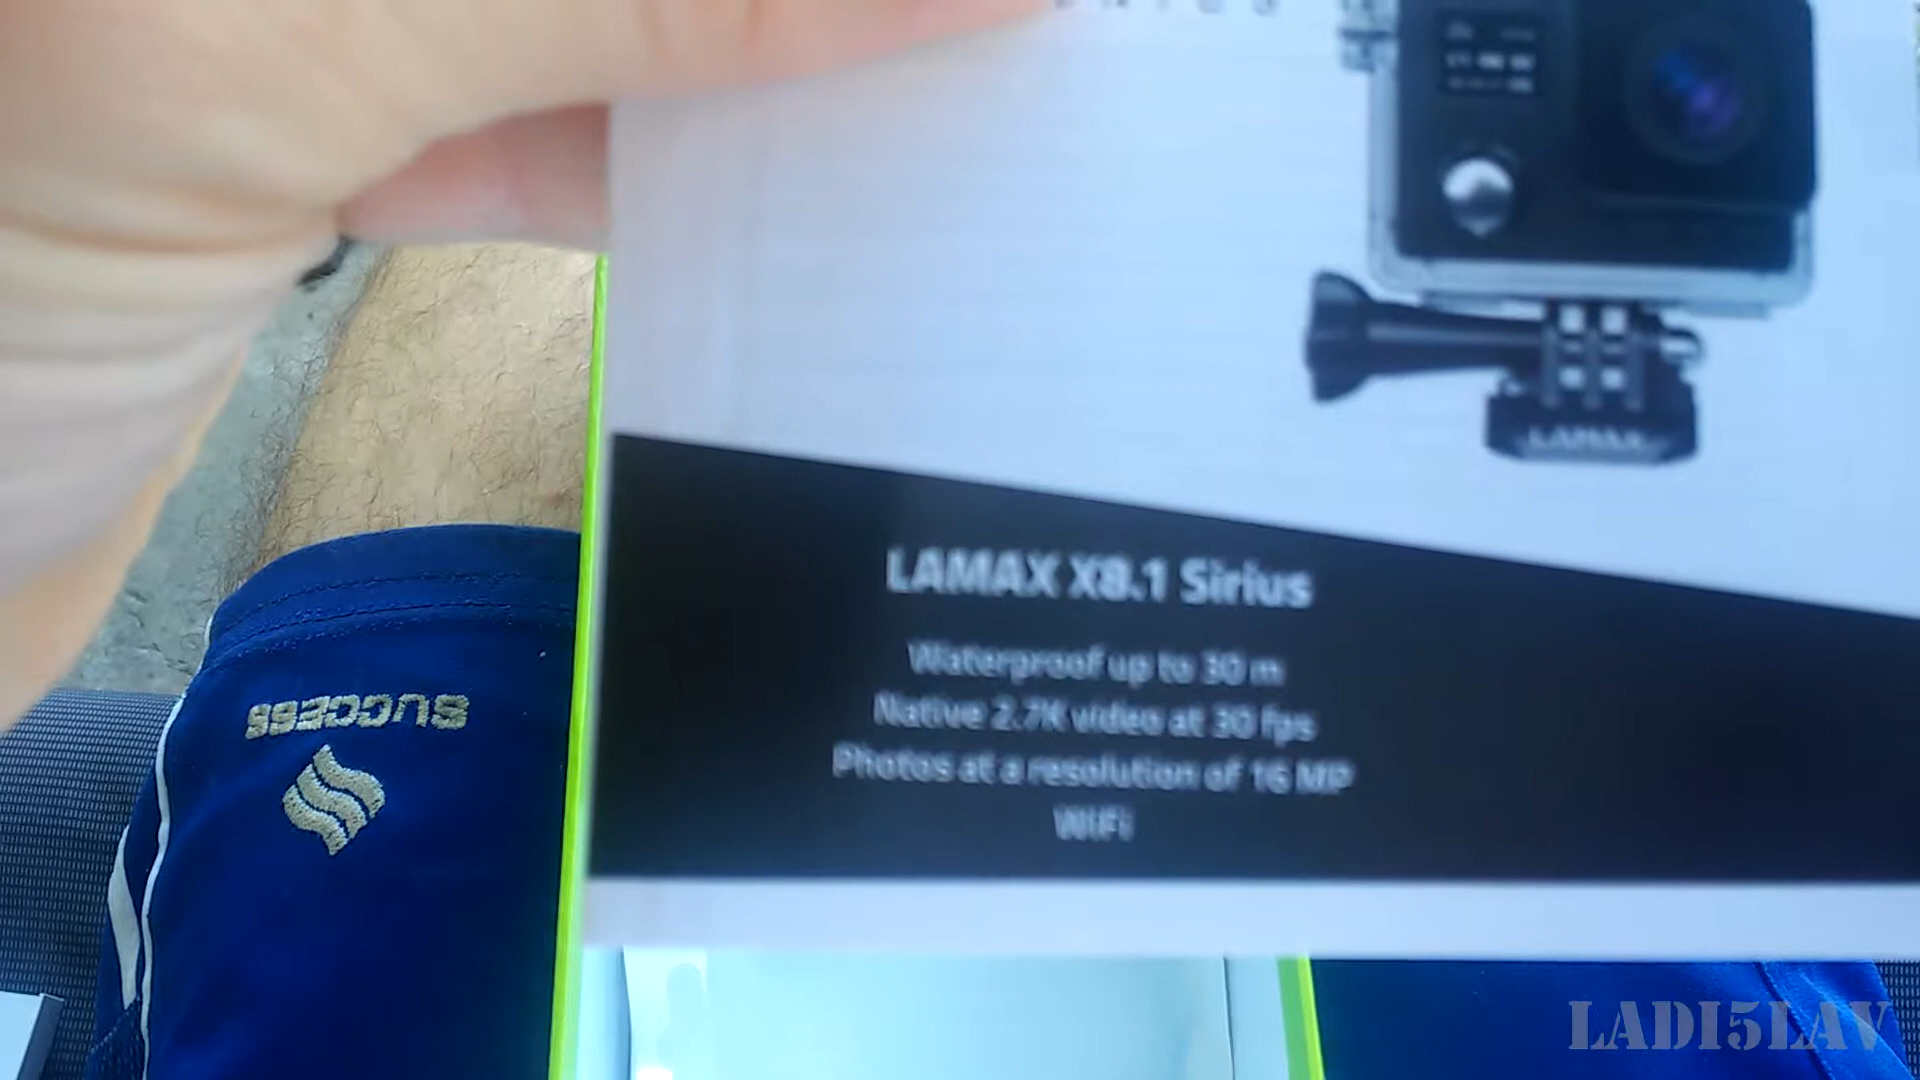 LAMAX
LAMAX X8.1 Sirius
Waterproof up to 30 m
Native 2.7K video at 30 fps
Photos at a resolution of 16 MP
WiFi
SUCCESS
LADI5LAV